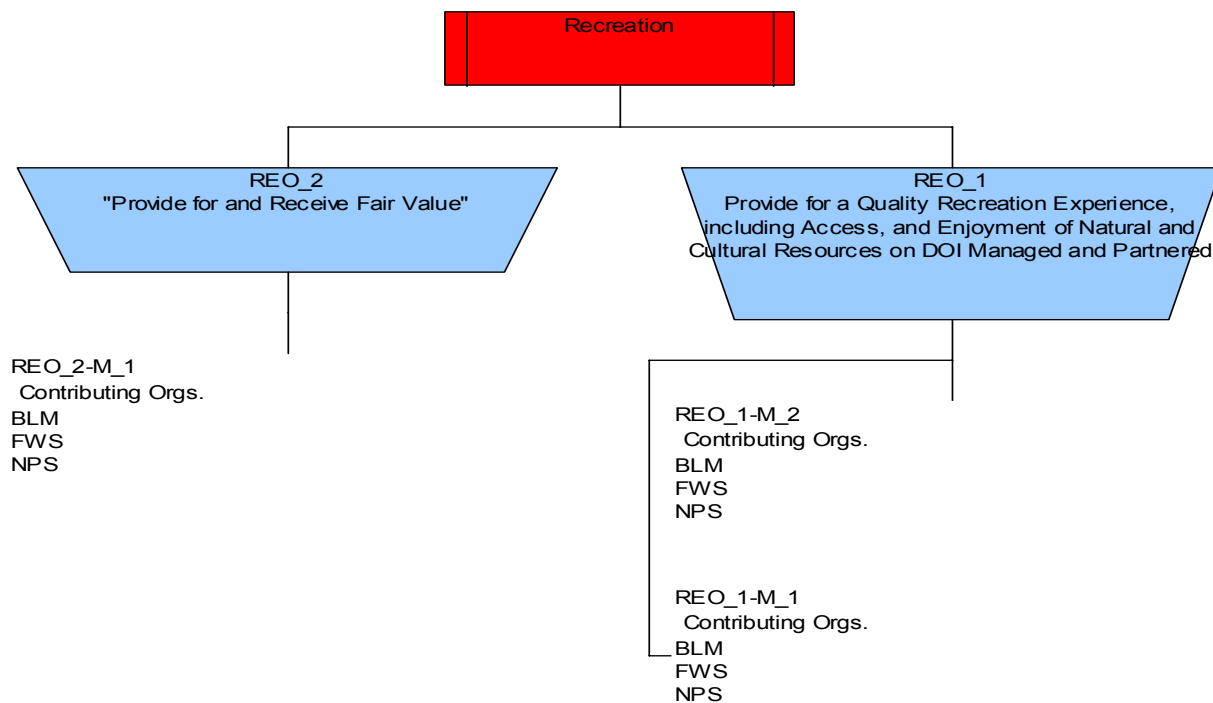 Recreation
REO_2
"Provide for and Receive Fair Value"
REO_1
Provide for a Quality Recreation Experience,
including Access, and Enjoyment of Natural and
Cultural Resources on DOI Managed and Partnered
REO_2-M_1
Contributing Orgs.
BLM
FWS
NPS
REO_1-M_2
Contributing Orgs.
BLM
FWS
NPS
REO_1-M_1
Contributing Orgs.
BLM
FWS
NPS